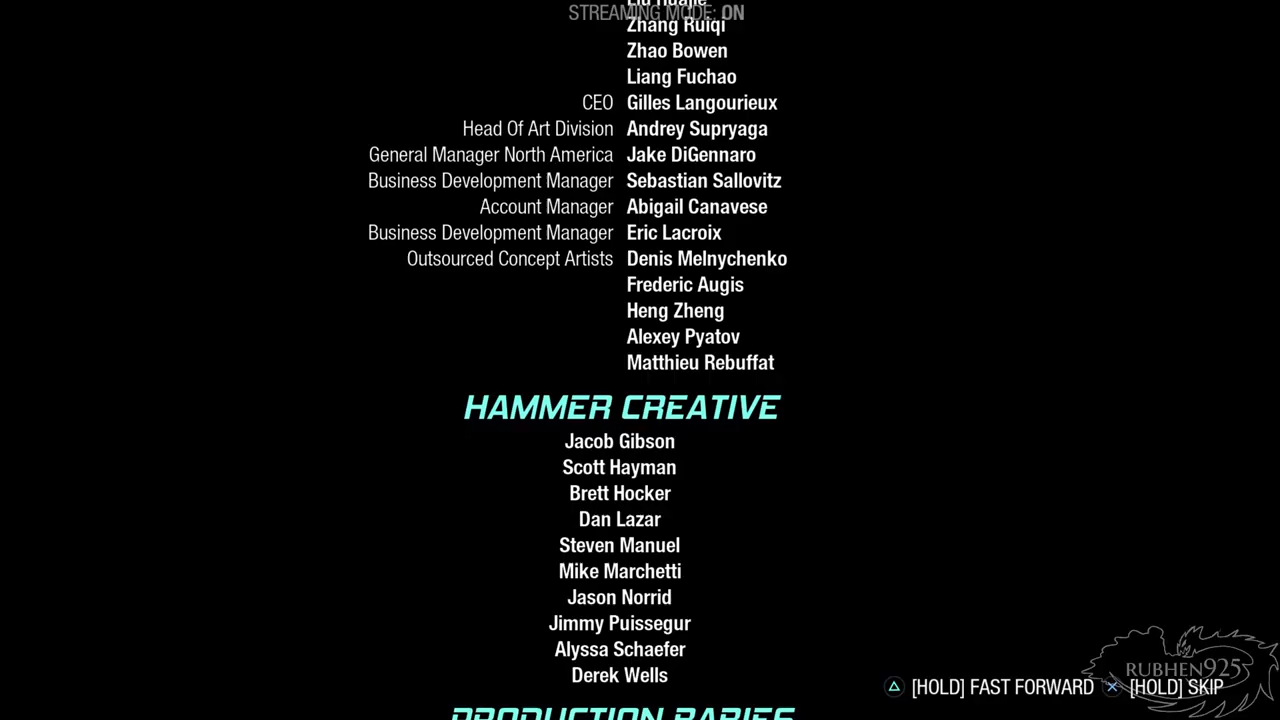 Liu Huajie
STREAMING MODE: ON
Zhang Ruiqi
Zhao Bowen
Liang Fuchao
CEO Gilles Langourieux
Head Of Art Division Andrey Supryaga
General Manager North America Jake DiGennaro
Business Development Manager Sebastian Sallovitz
Account Manager Abigail Canavese
Business Development Manager Eric Lacroix
Outsourced Concept Artists Denis Melnychenko
Frederic Augis
Heng Zheng
Alexey Pyatov
Matthieu Rebuffat
HAMMER CREATIVE
Jacob Gibson
Scott Hayman
Brett Hocker
Dan Lazar
Steven Manuel
Mike Marchetti
Jason Norrid
Jimmy Puissegur
Alyssa Schaefer
Derek Wells
PRODUCTION BABIES
RUBHEN925
[HOLD] FAST FORWARD [HOLD] SKIP